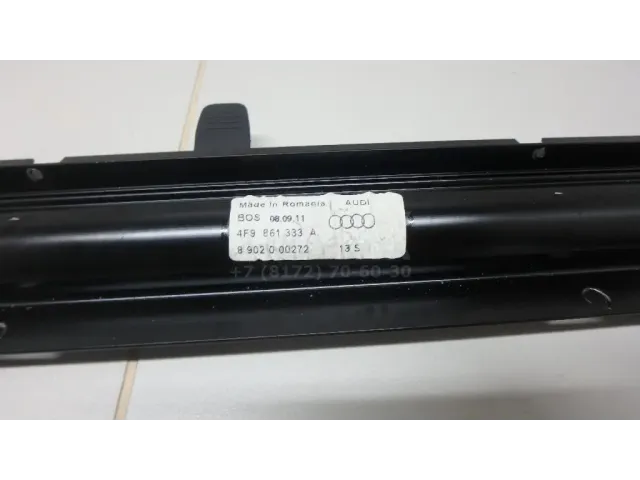 Made in Romania AUDI
BOS 08.09.11
4F9 861 333 A
8 902 0 00272 13 S
+7 (8172) 70-60-30